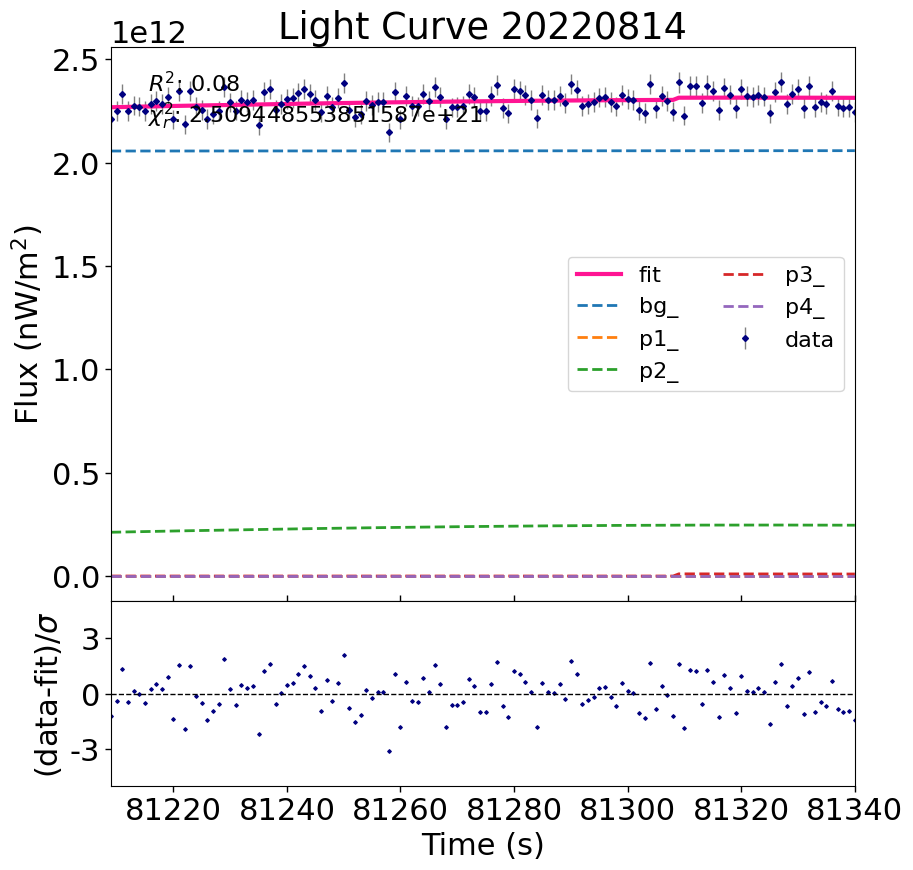 Light Curve 20220814
1e12
2.5
R²: 0.08
2.0
1.5
1.0
0.5
0.0
Flux (nW/m²)
fit
bg_
p1_
p2_
p3_
p4_
data
3
0
-3
(data-fit)/σ
81220 81240 81260 81280 81300 81320 81340
Time (s)